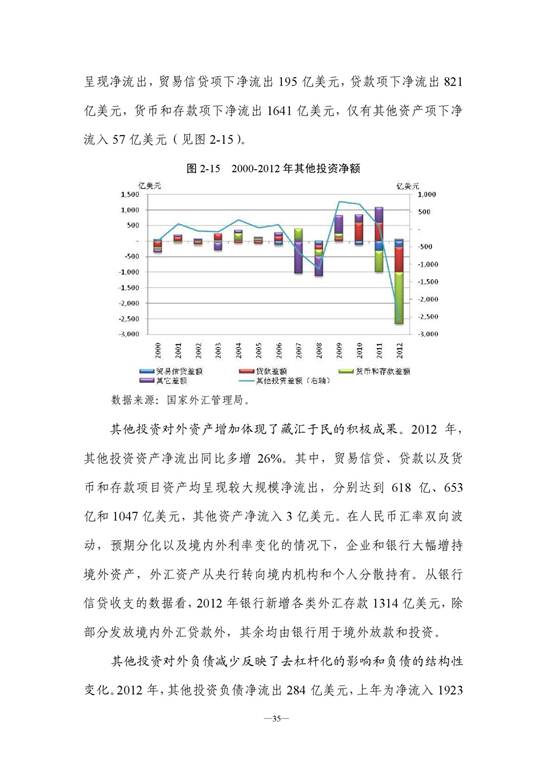 呈现净流出，贸易信贷项下净流出 195 亿美元，贷款项下净流出 821
亿美元，货币和存款项下净流出 1641 亿美元，仅有其他资产项下净
流入 57 亿美元（见图 2-15）。
图 2-15 2000-2012 年其他投资净额
亿美元 亿美元
1,500 1,000
1,000 500
500 -
- -500
-500 -1,000
-1,000 -1,500
-1,500 -2,000
-2,000 -2,500
-2,500 -3,000
-3,000
2000 2001 2002 2003 2004 2005 2006 2007 2008 2009 2010 2011 2012
贸易信贷差额 贷款差额 货币和存款差额
其它差额 其他投资差额（右轴）
数据来源：国家外汇管理局。
其他投资对外资产增加体现了藏汇于民的积极成果。2012 年，
其他投资资产净流出同比多增 26%。其中，贸易信贷、贷款以及货
币和存款项目资产均呈现较大规模净流出，分别达到 618 亿、653
亿和 1047 亿美元，其他资产净流入 3 亿美元。在人民币汇率双向波
动，预期分化以及境内外利率变化的情况下，企业和银行大幅增持
境外资产，外汇资产从央行转向境内机构和个人分散持有。从银行
信贷收支的数据看，2012 年银行新增各类外汇存款 1314 亿美元，除
部分发放境内外汇贷款外，其余均由银行用于境外放款和投资。
其他投资对外负债减少反映了去杠杆化的影响和负债的结构性
变化。2012 年，其他投资负债净流出 284 亿美元，上年为净流入 1923
—35—